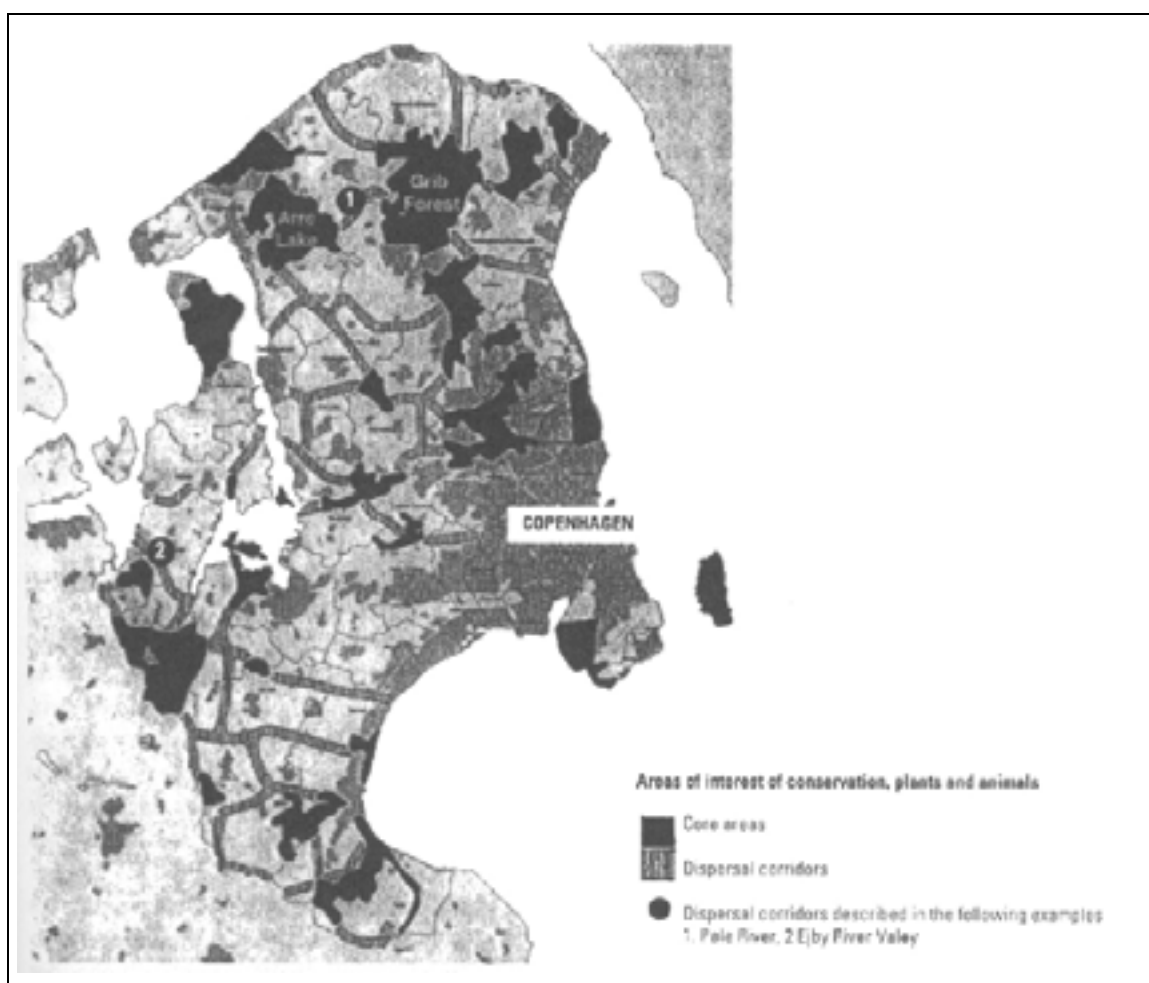 1
Grib
Forest
Arre
Lake
COPENHAGEN
2
Areas of interest of conservation, plants and animals
Core areas
Dispersal corridors
Dispersal corridors described in the following examples
1. Pole River, 2 Ejby River Valey